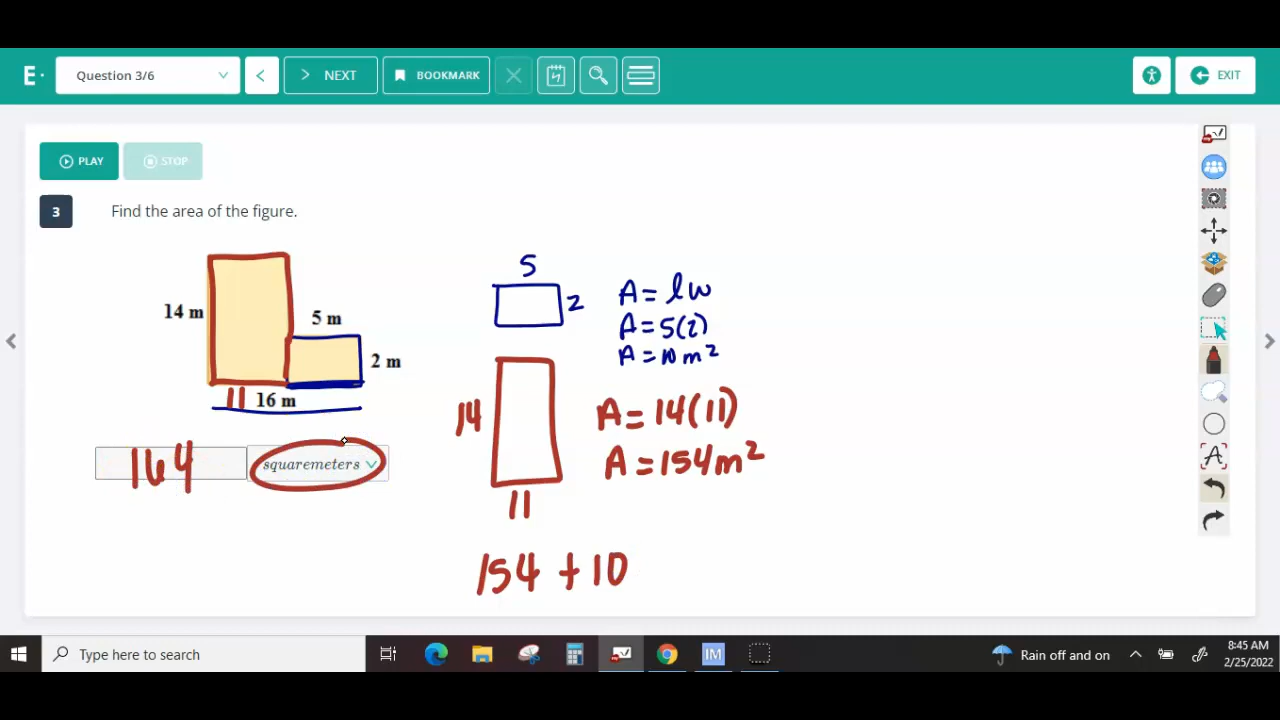 E·
Question 3/6
<
> NEXT
BOOKMARK
EXIT
PLAY
STOP
3
Find the area of the figure.
14 m
5 m
2 m
11
16 m
164
squaremeters
5
2
A = lw
A = 5(2)
A = 10 m²
14
11
A = 14(11)
A = 154 m²
154 + 10
A
Type here to search
IM
Rain off and on
8:45 AM
2/25/2022